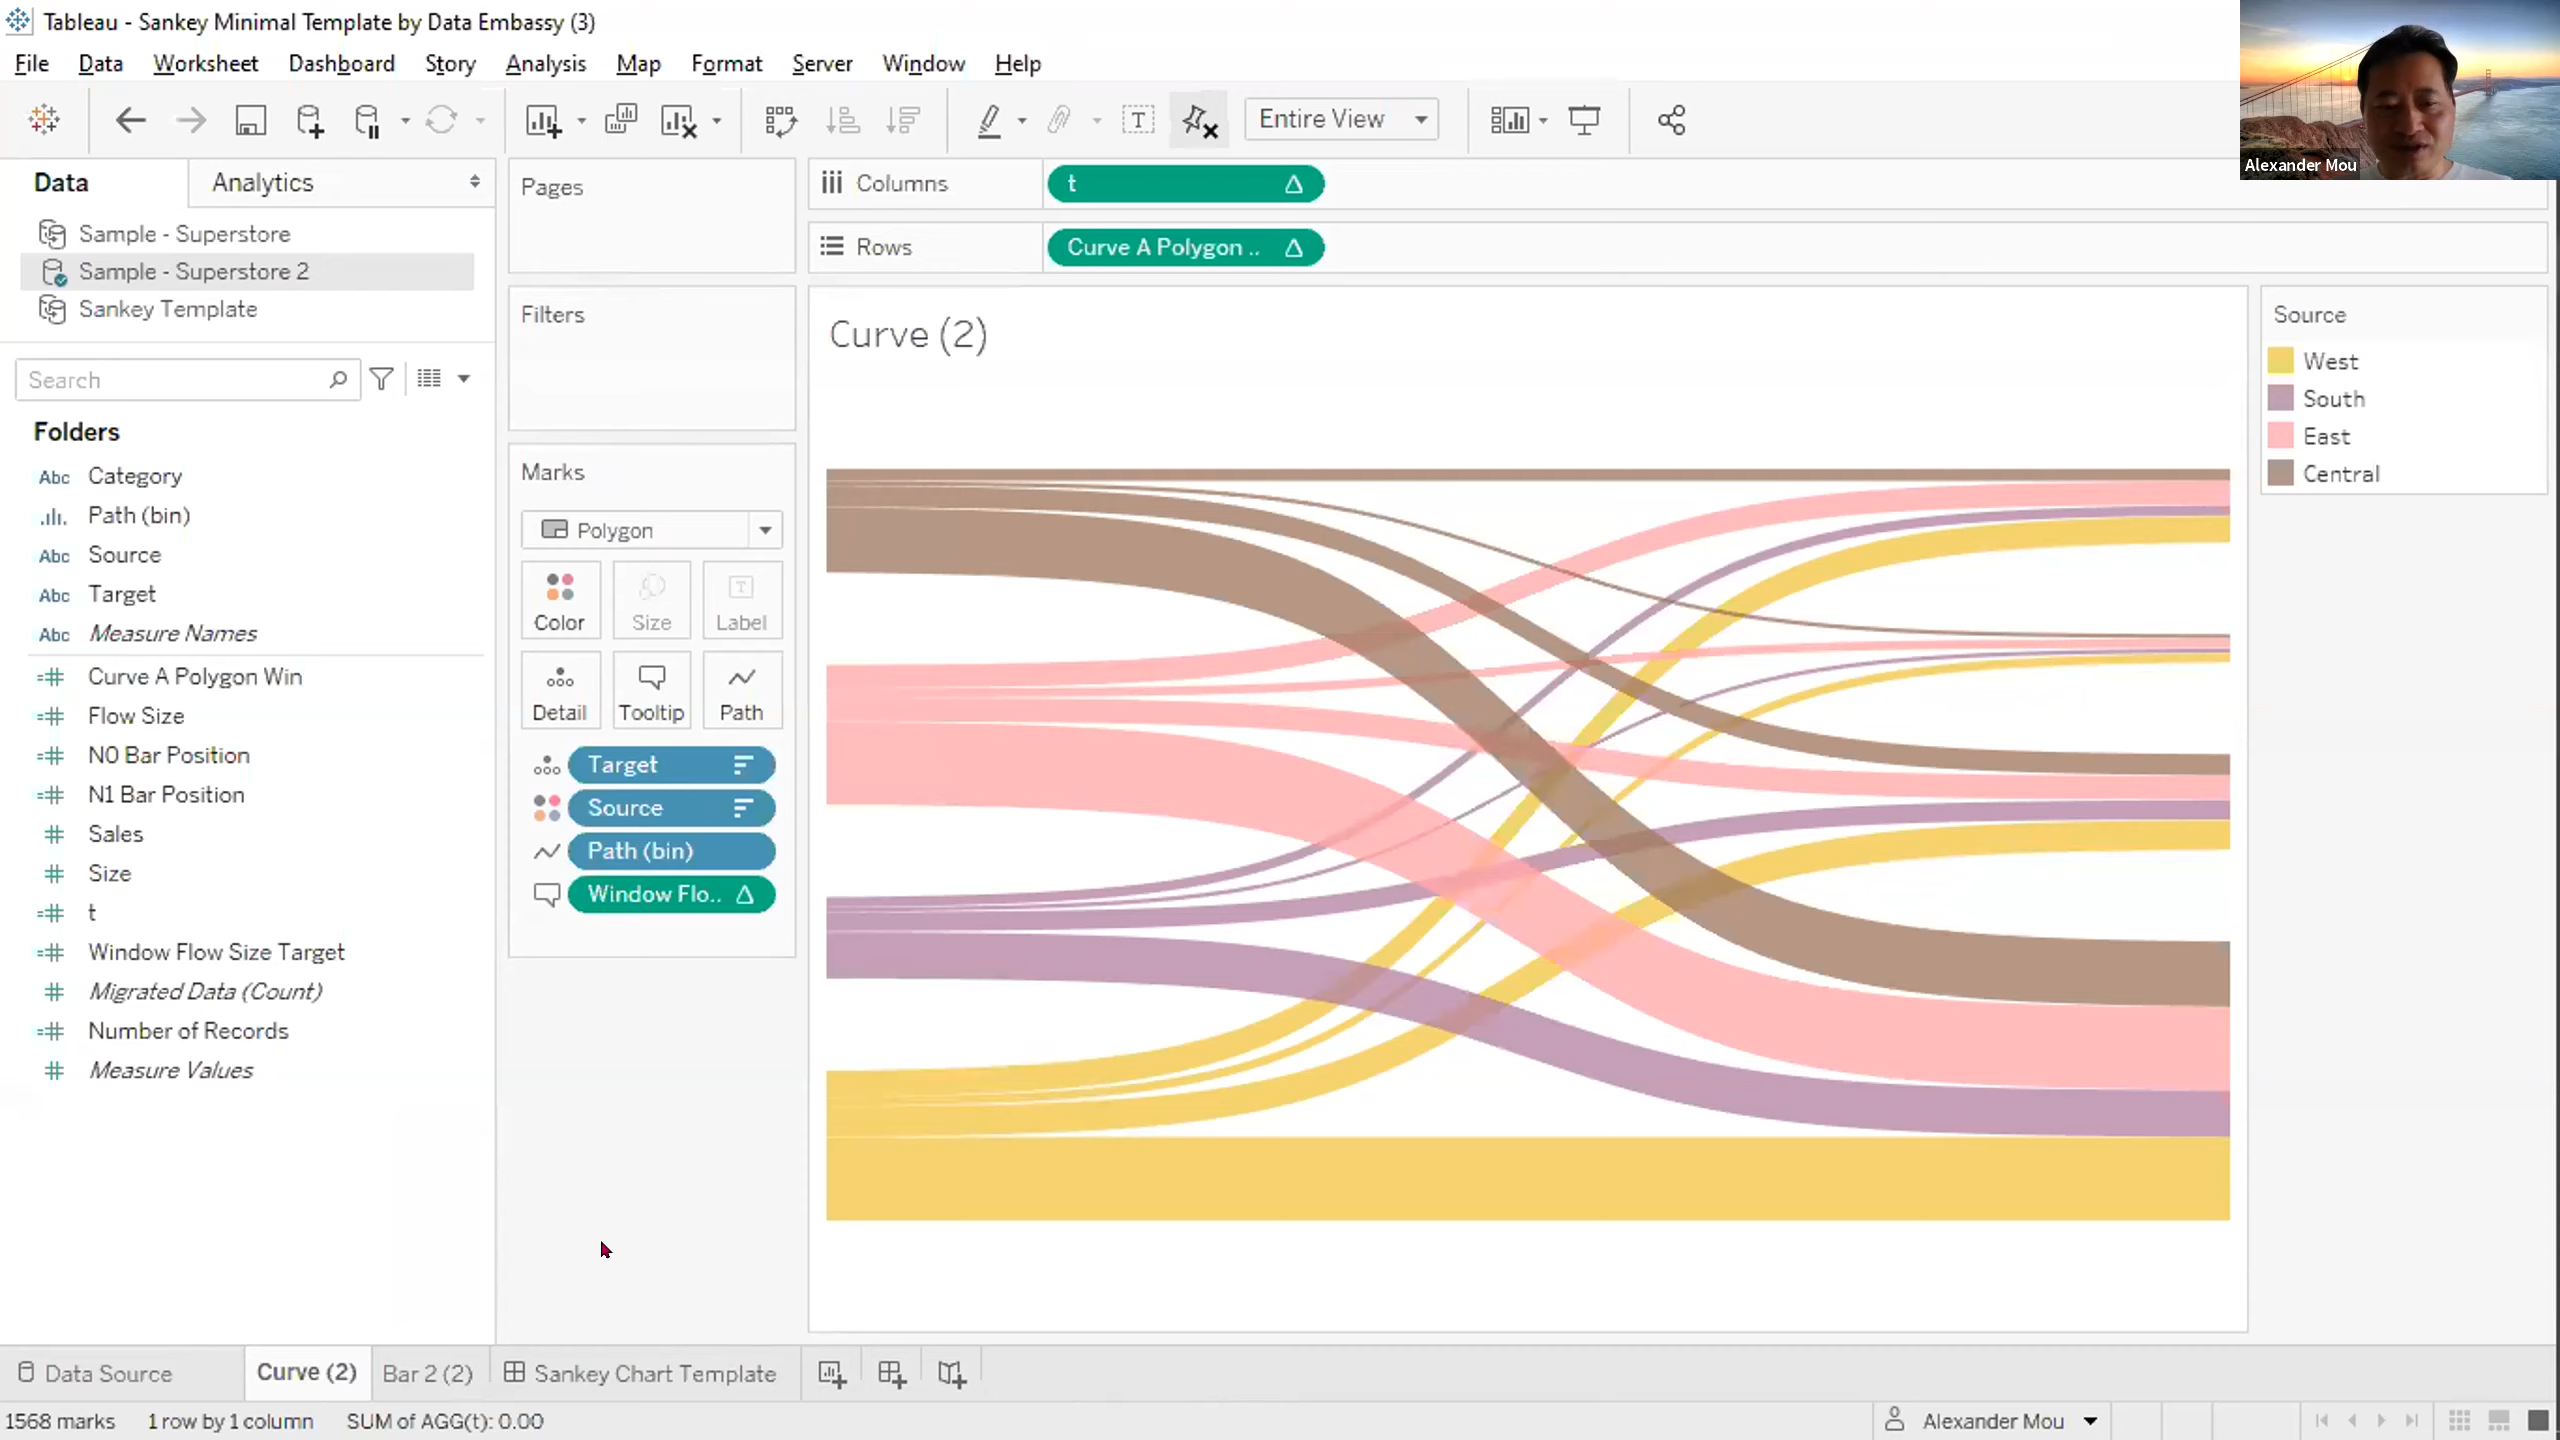 Tableau - Sankey Minimal Template by Data Embassy (3)
File Data Worksheet Dashboard Story Analysis Map Format Server Window Help
Entire View
Alexander Mou
Data Analytics
Sample - Superstore
Sample - Superstore 2
Sankey Template
Search
Folders
Abc Category
Path (bin)
Abc Source
Abc Target
Abc Measure Names
Curve A Polygon Win
Flow Size
N0 Bar Position
N1 Bar Position
Sales
Size
t
Window Flow Size Target
Migrated Data (Count)
Number of Records
Measure Values
Pages
Filters
Marks
Polygon
Color Size Label
Detail Tooltip Path
Target
Source
Path (bin)
Window Flo..
Columns t
Rows Curve A Polygon ..
Curve (2)
Source
West
South
East
Central
Data Source Curve (2) Bar 2 (2) Sankey Chart Template
1568 marks 1 row by 1 column SUM of AGG(t): 0.00 Alexander Mou